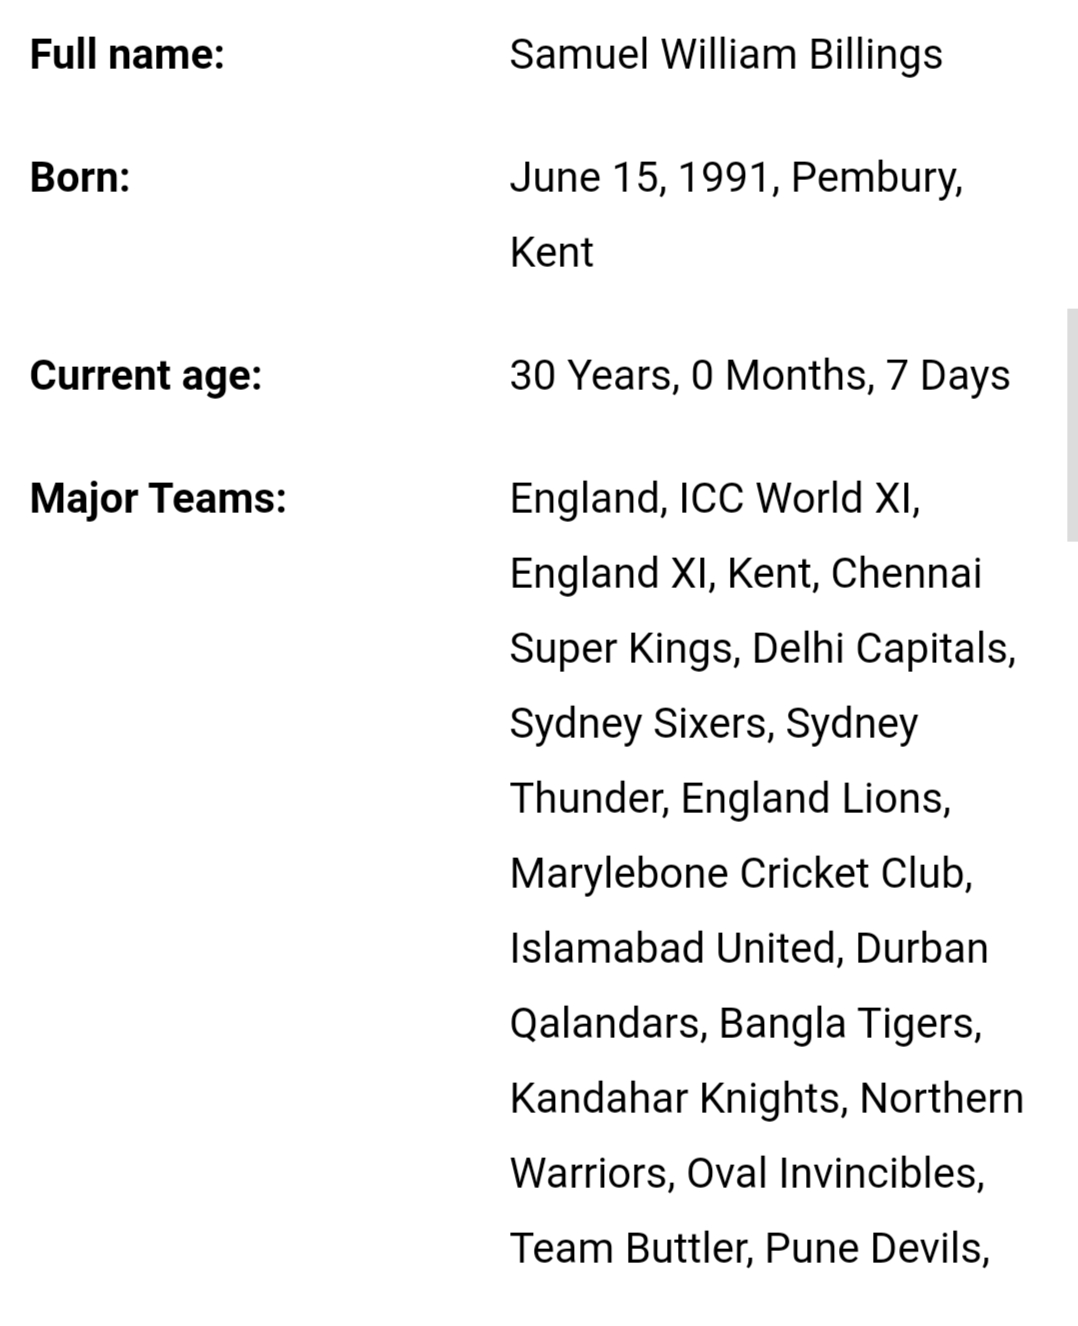 Full name: Samuel William Billings
Born: June 15, 1991, Pembury,
Kent
Current age: 30 Years, 0 Months, 7 Days
Major Teams: England, ICC World XI,
England XI, Kent, Chennai
Super Kings, Delhi Capitals,
Sydney Sixers, Sydney
Thunder, England Lions,
Marylebone Cricket Club,
Islamabad United, Durban
Qalandars, Bangla Tigers,
Kandahar Knights, Northern
Warriors, Oval Invincibles,
Team Buttler, Pune Devils,